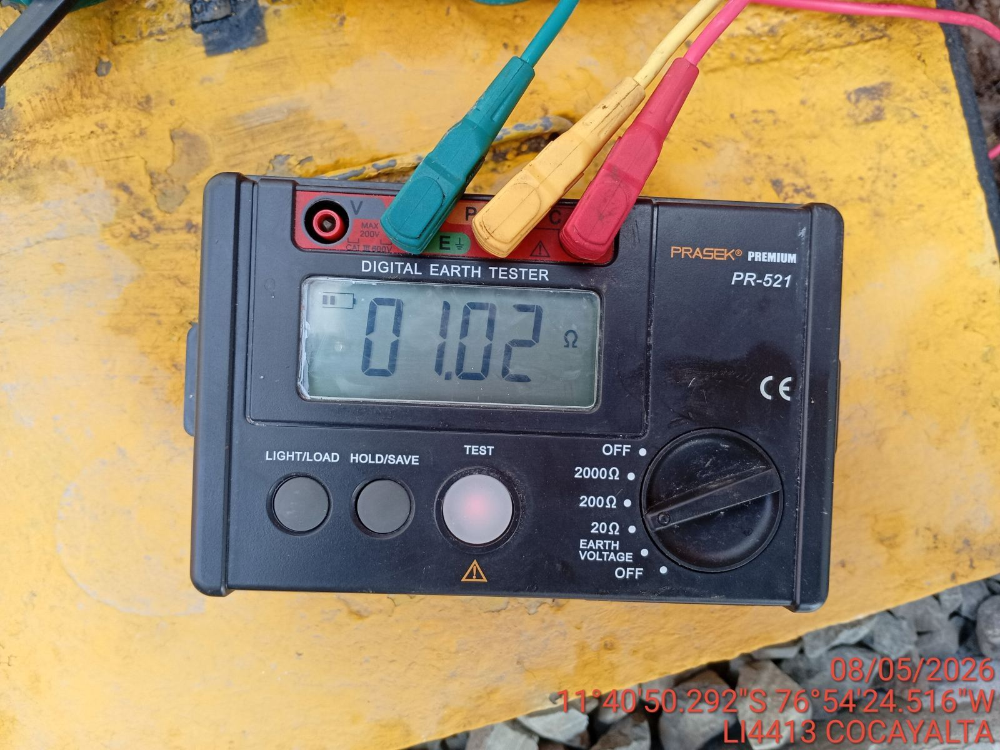 V
P
C
MAX
200V
CAT III 600V
E
DIGITAL EARTH TESTER
PRASEK® PREMIUM
PR-521
01.02 Ω
CE
LIGHT/LOAD
HOLD/SAVE
TEST
OFF
2000Ω
200Ω
20Ω
EARTH
VOLTAGE
OFF
08/05/2026
11°40'50.292"S 76°54'24.516"W
LI4413 COCAYALTA